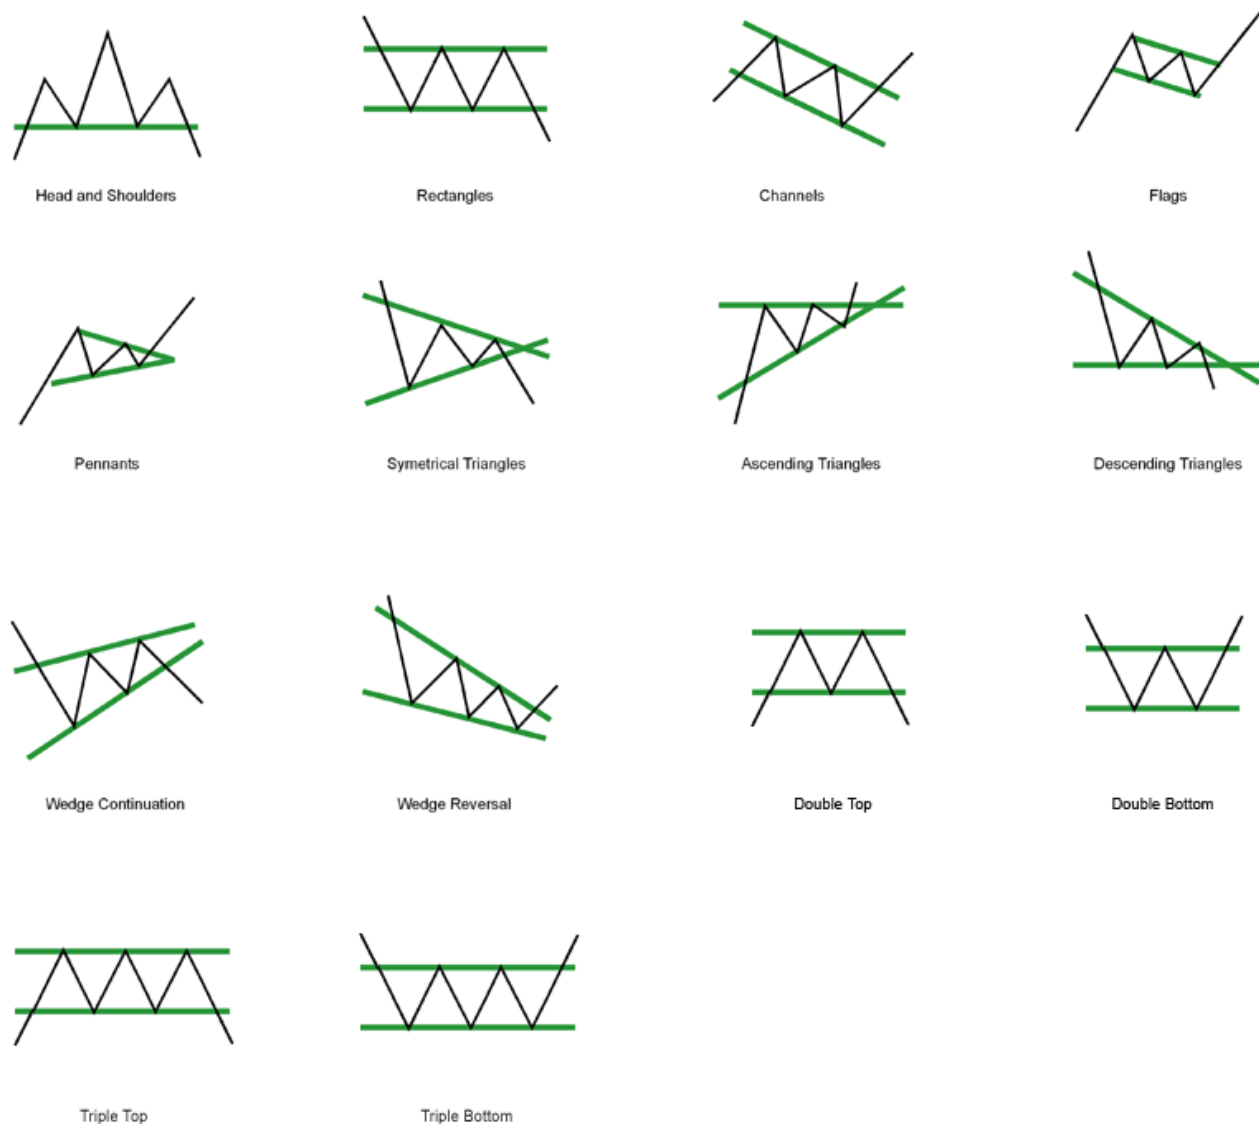 Head and Shoulders
Rectangles
Channels
Flags
Pennants
Symetrical Triangles
Ascending Triangles
Descending Triangles
Wedge Continuation
Wedge Reversal
Double Top
Double Bottom
Triple Top
Triple Bottom